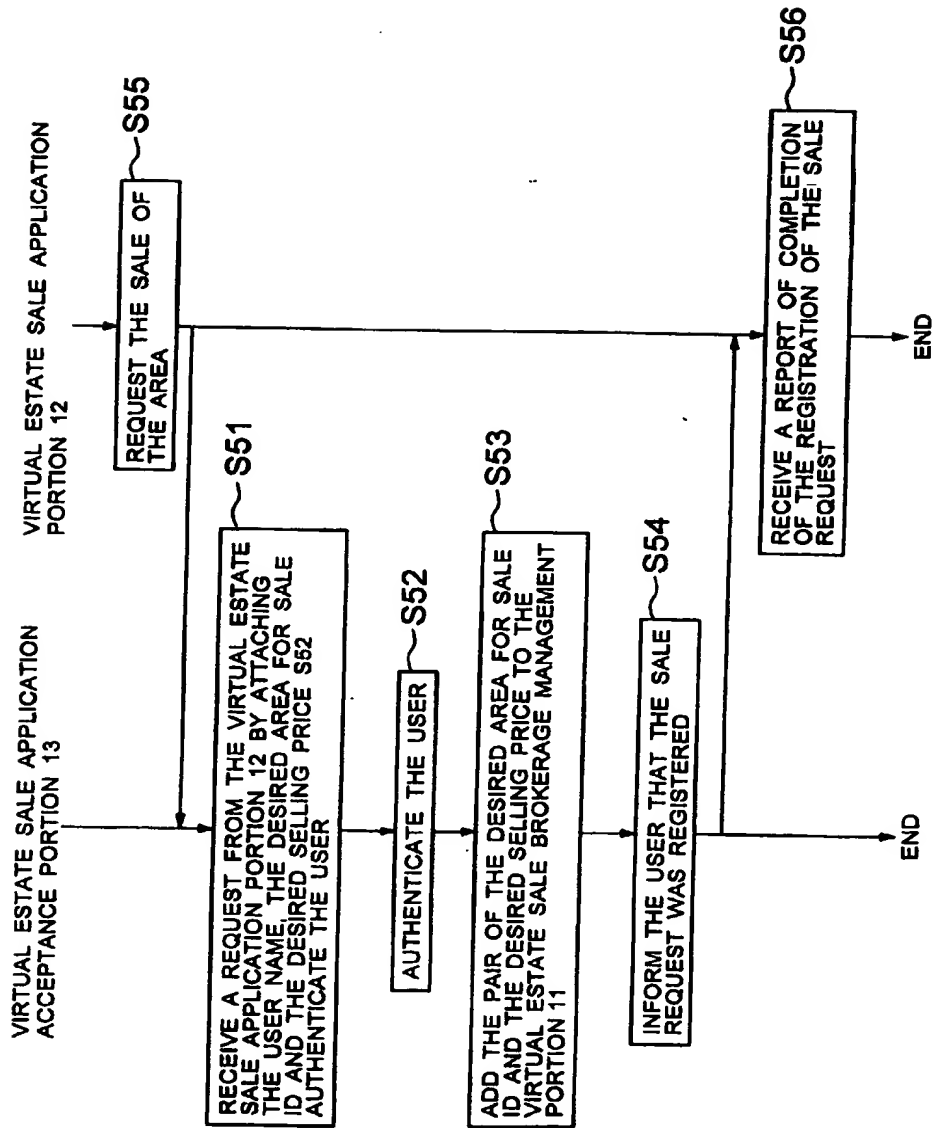 VIRTUAL ESTATE SALE APPLICATION
ACCEPTANCE PORTION 13
VIRTUAL ESTATE SALE APPLICATION
PORTION 12
REQUEST THE SALE OF
THE AREA
S55
RECEIVE A REQUEST FROM THE VIRTUAL ESTATE
SALE APPLICATION PORTION 12 BY ATTACHING
THE USER NAME, THE DESIRED AREA FOR SALE
ID AND THE DESIRED SELLING PRICE S52
AUTHENTICATE THE USER
S51
AUTHENTICATE THE USER
S52
ADD THE PAIR OF THE DESIRED AREA FOR SALE
ID AND THE DESIRED SELLING PRICE TO THE
VIRTUAL ESTATE SALE BROKERAGE MANAGEMENT
PORTION 11
S53
INFORM THE USER THAT THE SALE
REQUEST WAS REGISTERED
S54
RECEIVE A REPORT OF COMPLETION
OF THE REGISTRATION OF THE SALE
REQUEST
S56
END
END